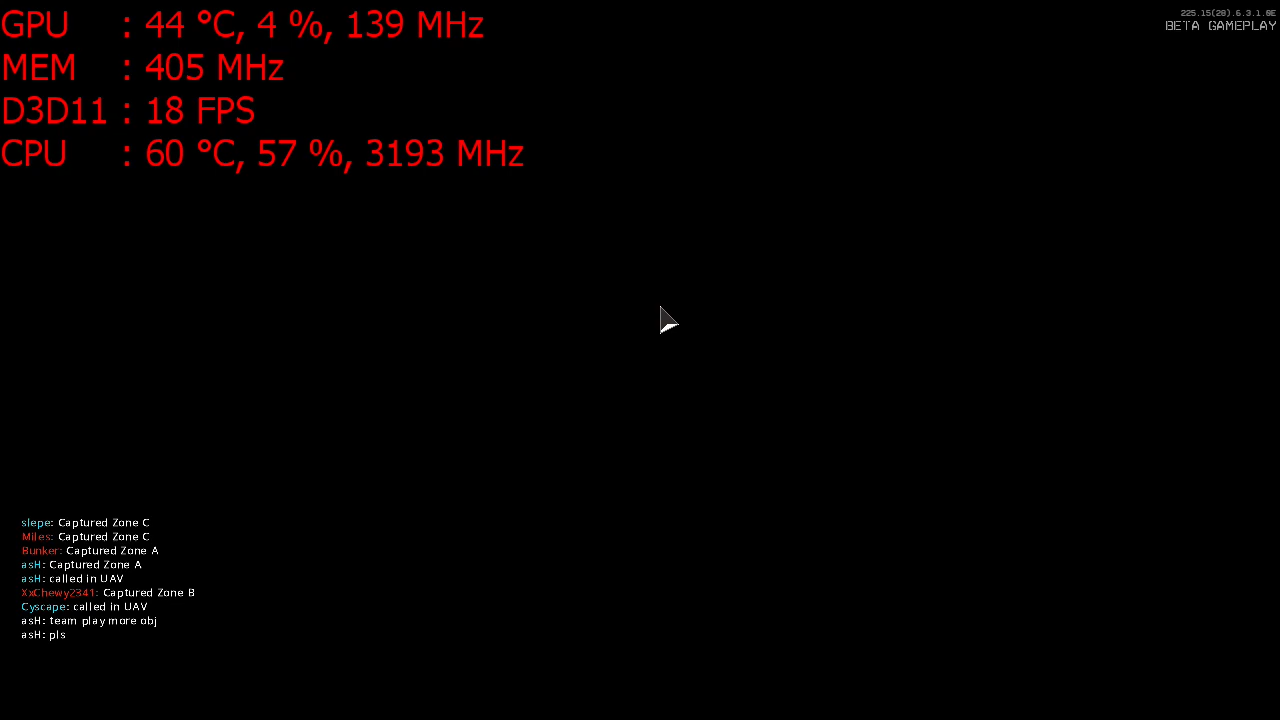 GPU : 44 °C, 4 %, 139 MHz
MEM : 405 MHz
D3D11 : 18 FPS
CPU : 60 °C, 57 %, 3193 MHz
225.15(20).6.3.1.0E
BETA GAMEPLAY
slepe: Captured Zone C
Miles: Captured Zone C
Bunker: Captured Zone A
asH: Captured Zone A
asH: called in UAV
XxChewy2341: Captured Zone B
Cyscape: called in UAV
asH: team play more obj
asH: pls